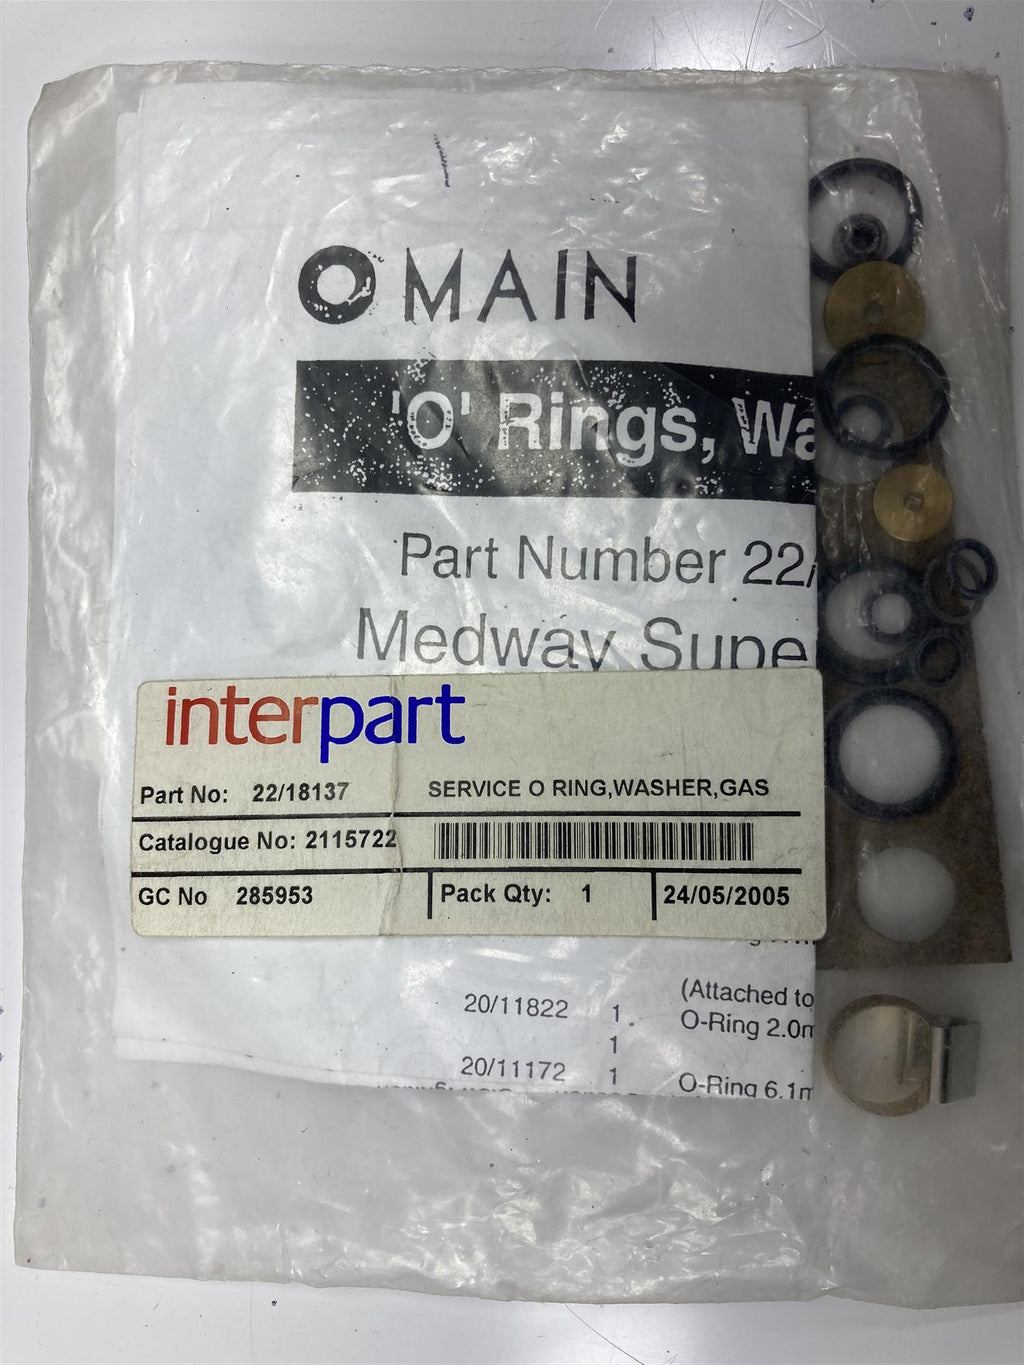 MAIN
'O' Rings, Wa
Part Number 22/
Medway Supe
interpart
Part No: 22/18137 SERVICE O RING,WASHER,GAS
Catalogue No: 2115722
GC No 285953 Pack Qty: 1 24/05/2005
(Attached to
20/11822 1 O-Ring 2.0m
1
20/11172 1 O-Ring 6.1m